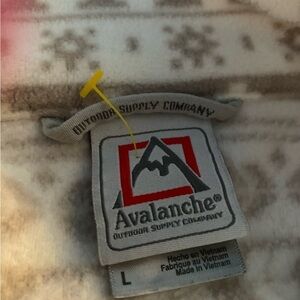 OUTDOOR SUPPLY COMPANY
Avalanche®
OUTDOOR SUPPLY COMPANY
L
Hecho en Vietnam
Fabriqué au Vietnam
Made in Vietnam